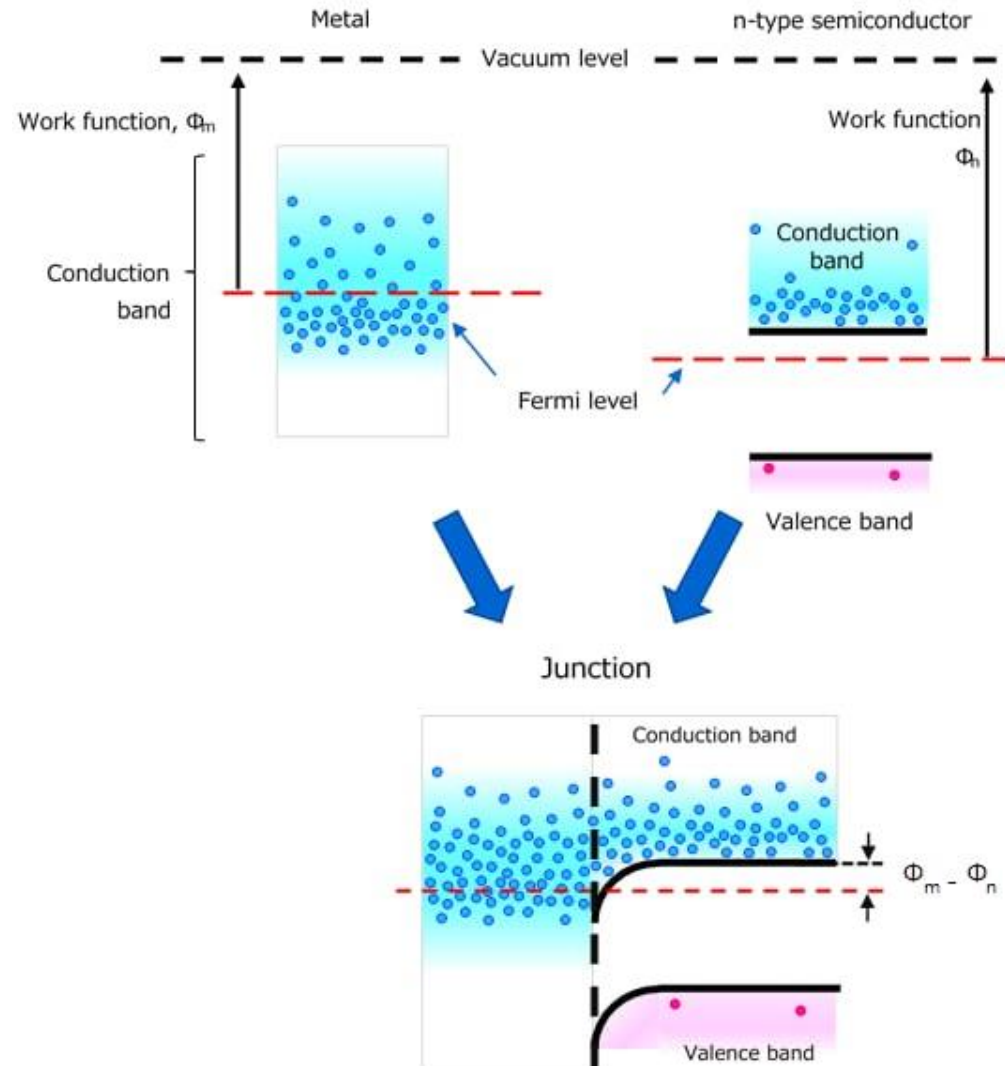 Metal
n-type semiconductor
Vacuum level
Work function, Φm
Work function
Φn
Conduction
band
Conduction
band
Fermi level
Valence band
Junction
Conduction band
Φm - Φn
Valence band